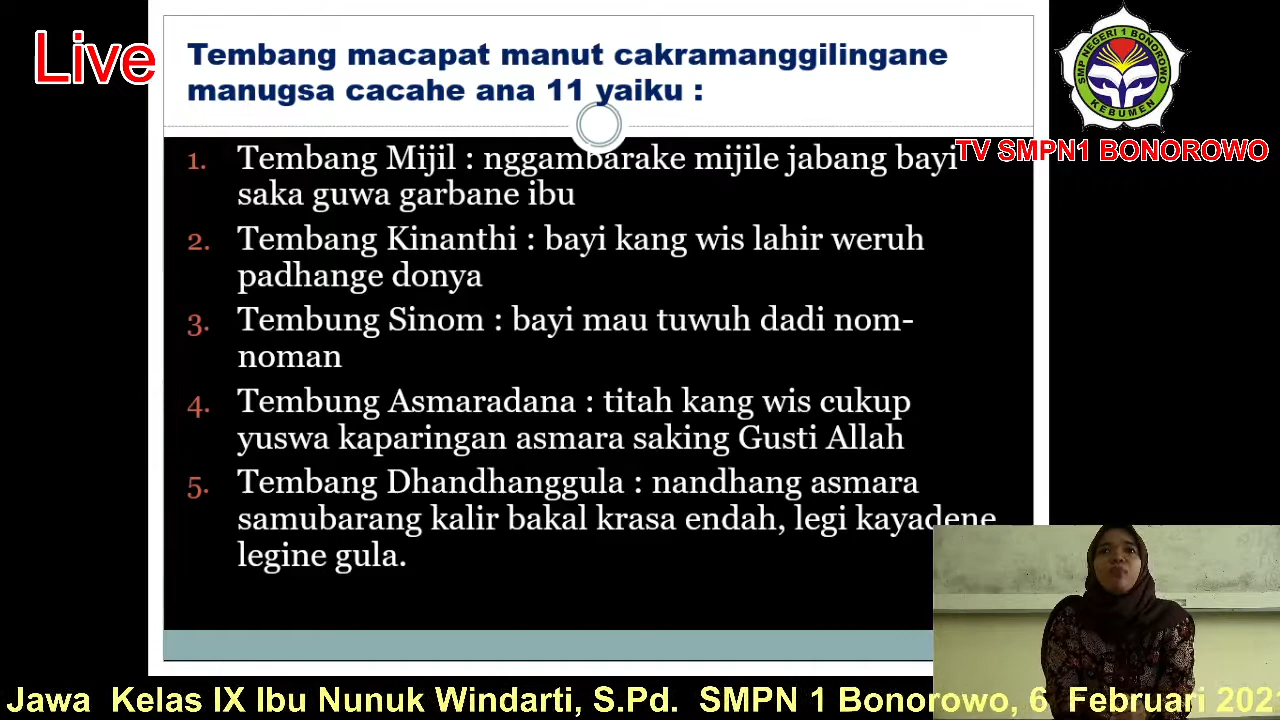 Live
Tembang macapat manut cakramanggilingane
manugsa cacahe ana 11 yaiku :
SMP NEGERI 1 BONOROWO
KEBUMEN
TV SMPN1 BONOROWO
1. Tembang Mijil : nggambarake mijile jabang bayi
saka guwa garbane ibu
2. Tembang Kinanthi : bayi kang wis lahir weruh
padhange donya
3. Tembung Sinom : bayi mau tuwuh dadi nom-
noman
4. Tembung Asmaradana : titah kang wis cukup
yuswa kaparingan asmara saking Gusti Allah
5. Tembang Dhandhanggula : nandhang asmara
samubarang kalir bakal krasa endah, legi kayadene
legine gula.
Jawa Kelas IX Ibu Nunuk Windarti, S.Pd. SMPN 1 Bonorowo, 6 Februari 202